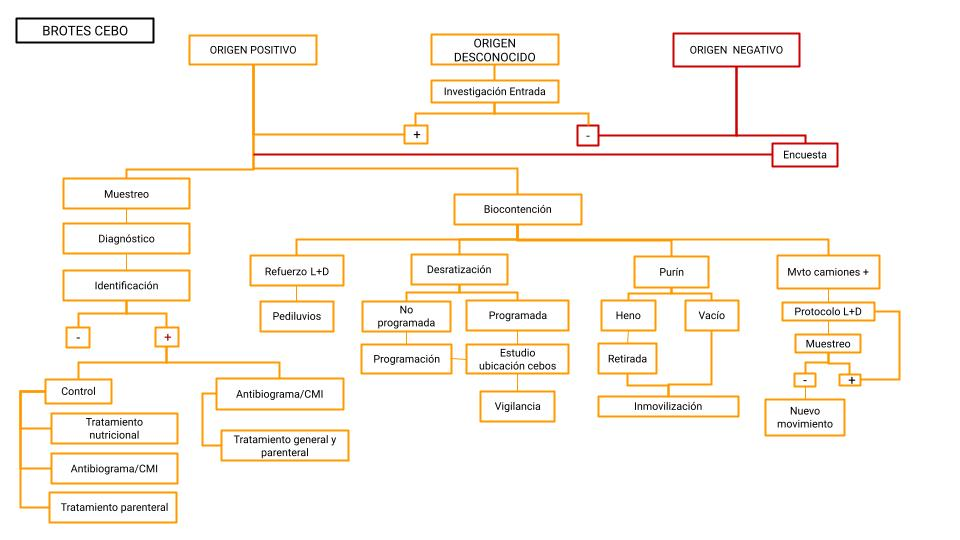 BROTES CEBO
ORIGEN POSITIVO
ORIGEN
DESCONOCIDO
ORIGEN  NEGATIVO
Investigación Entrada
+
-
Encuesta
Muestreo
Biocontención
Diagnóstico
Identificación
Refuerzo L+D
Desratización
Purín
Mvto camiones +
Pediluvios
No
programada
Programada
Heno
Vacío
Protocolo L+D
-
+
Programación
Estudio
ubicación cebos
Retirada
Muestreo
-
+
Control
Antibiograma/CMI
Vigilancia
Inmovilización
Nuevo
movimiento
Tratamiento
nutricional
Tratamiento general y
parenteral
Antibiograma/CMI
Tratamiento parenteral